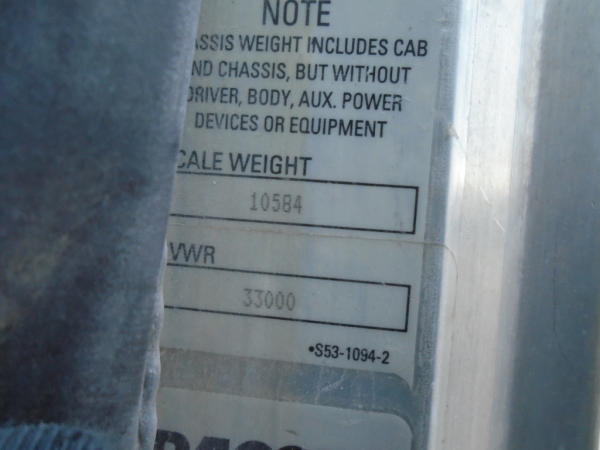 NOTE
ASSIS WEIGHT INCLUDES CAB
ND CHASSIS, BUT WITHOUT
DRIVER, BODY, AUX. POWER
DEVICES OR EQUIPMENT
CALE WEIGHT
10584
VWR
33000
•S53-1094-2